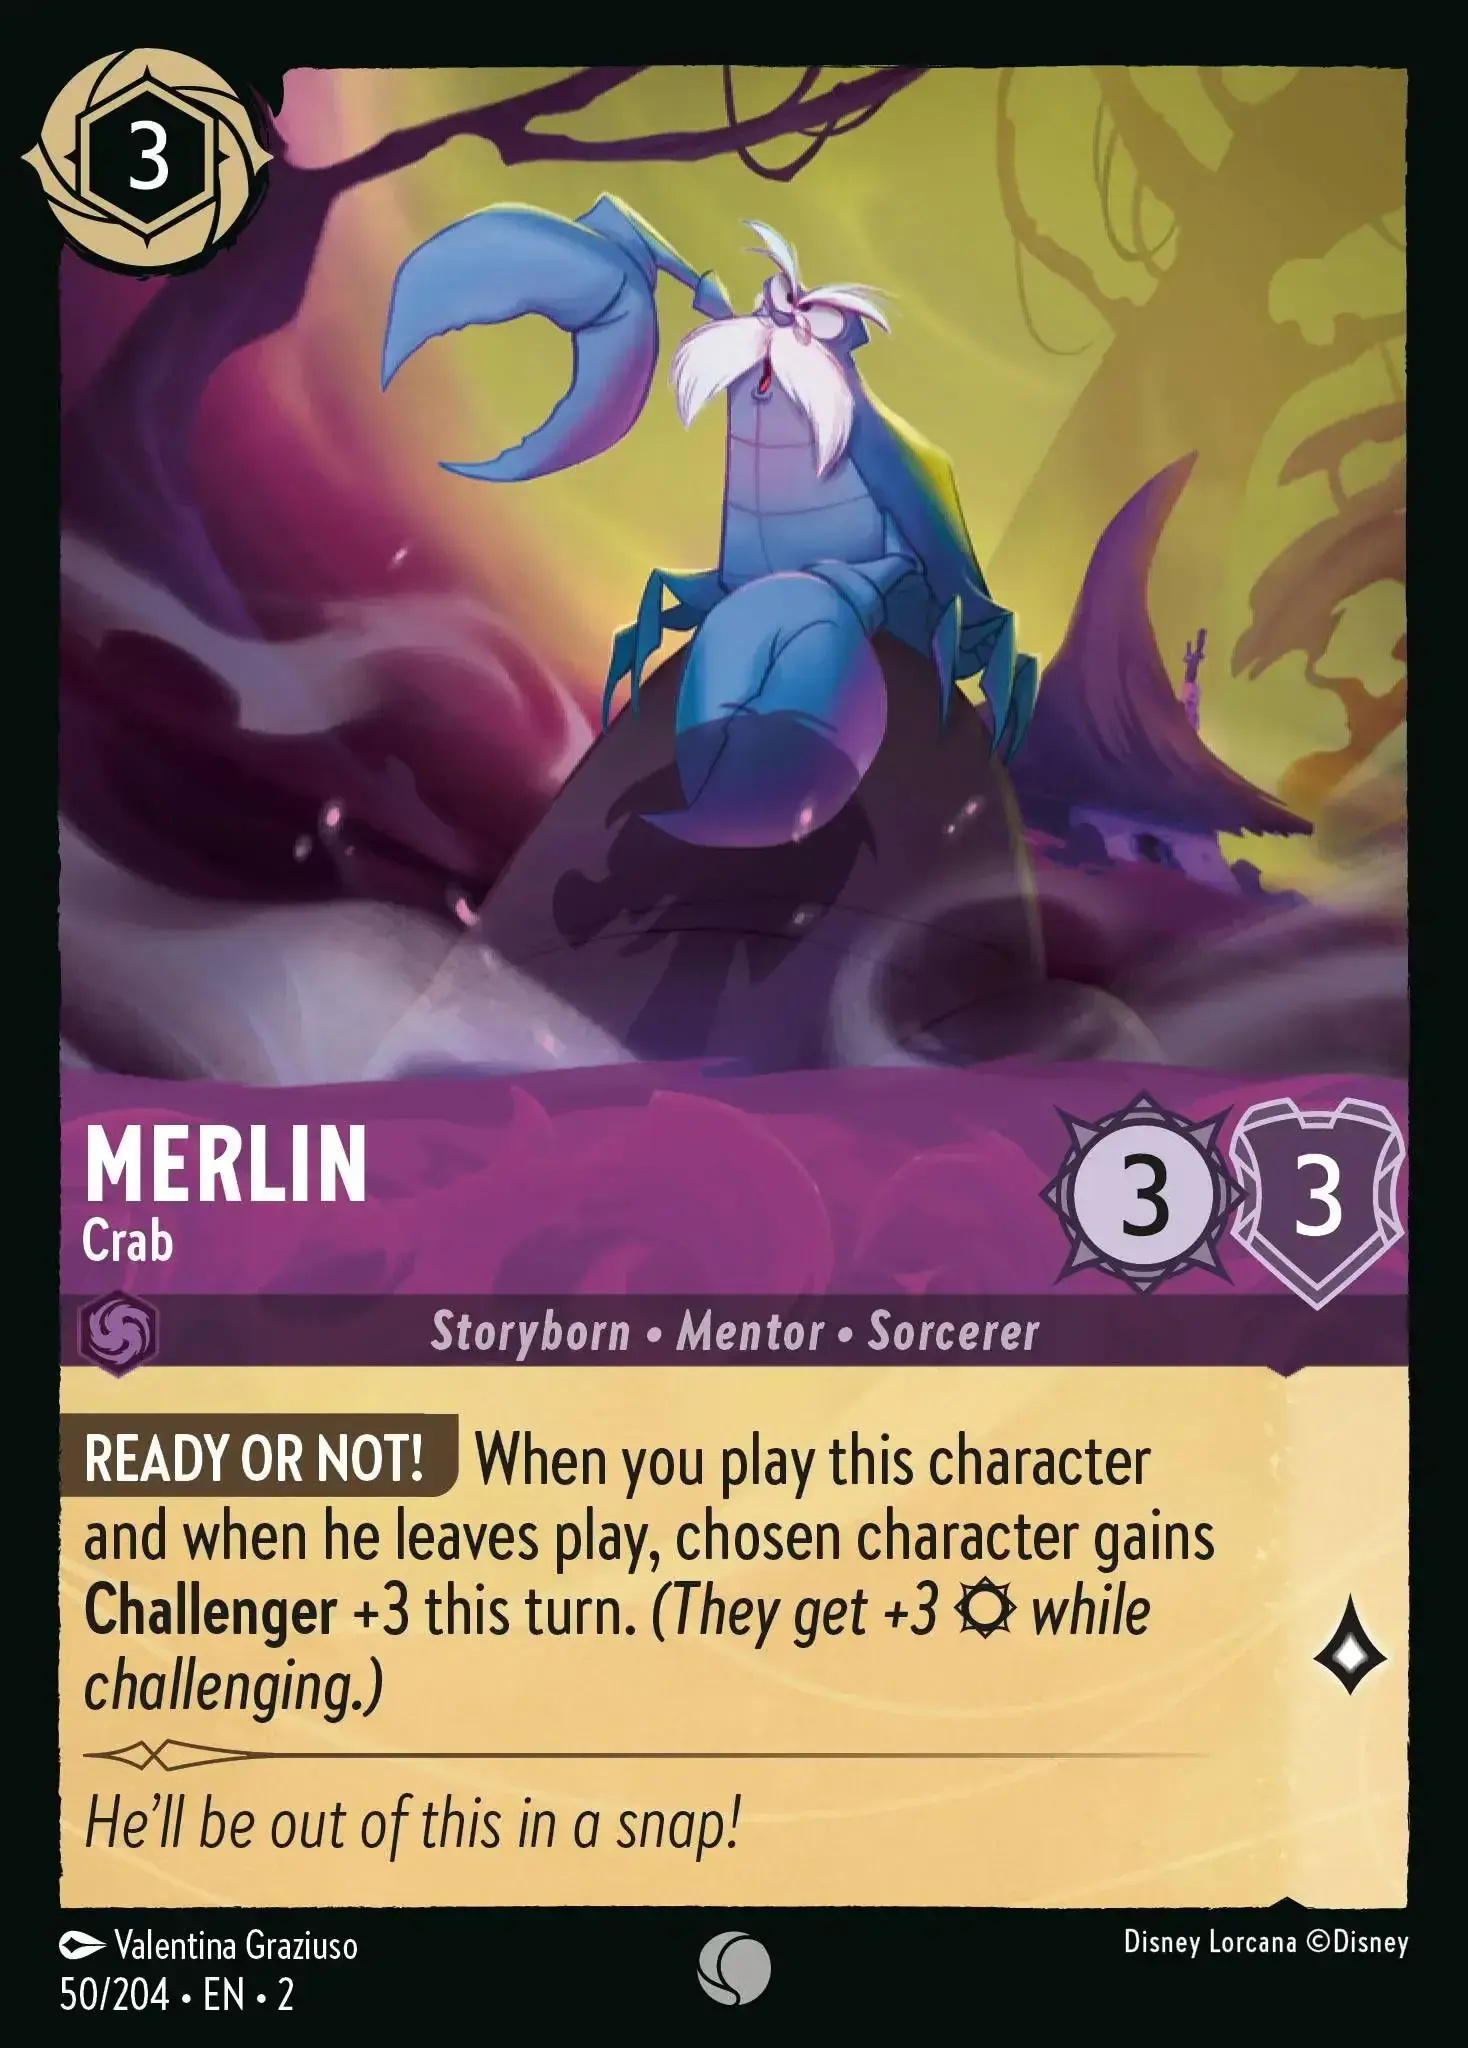 3
MERLIN
Crab
3
3
Storyborn • Mentor • Sorcerer
READY OR NOT! When you play this character
and when he leaves play, chosen character gains
Challenger +3 this turn. (They get +3 while
challenging.)
He’ll be out of this in a snap!
Valentina Graziuso
50/204 • EN • 2
Disney Lorcana ©Disney